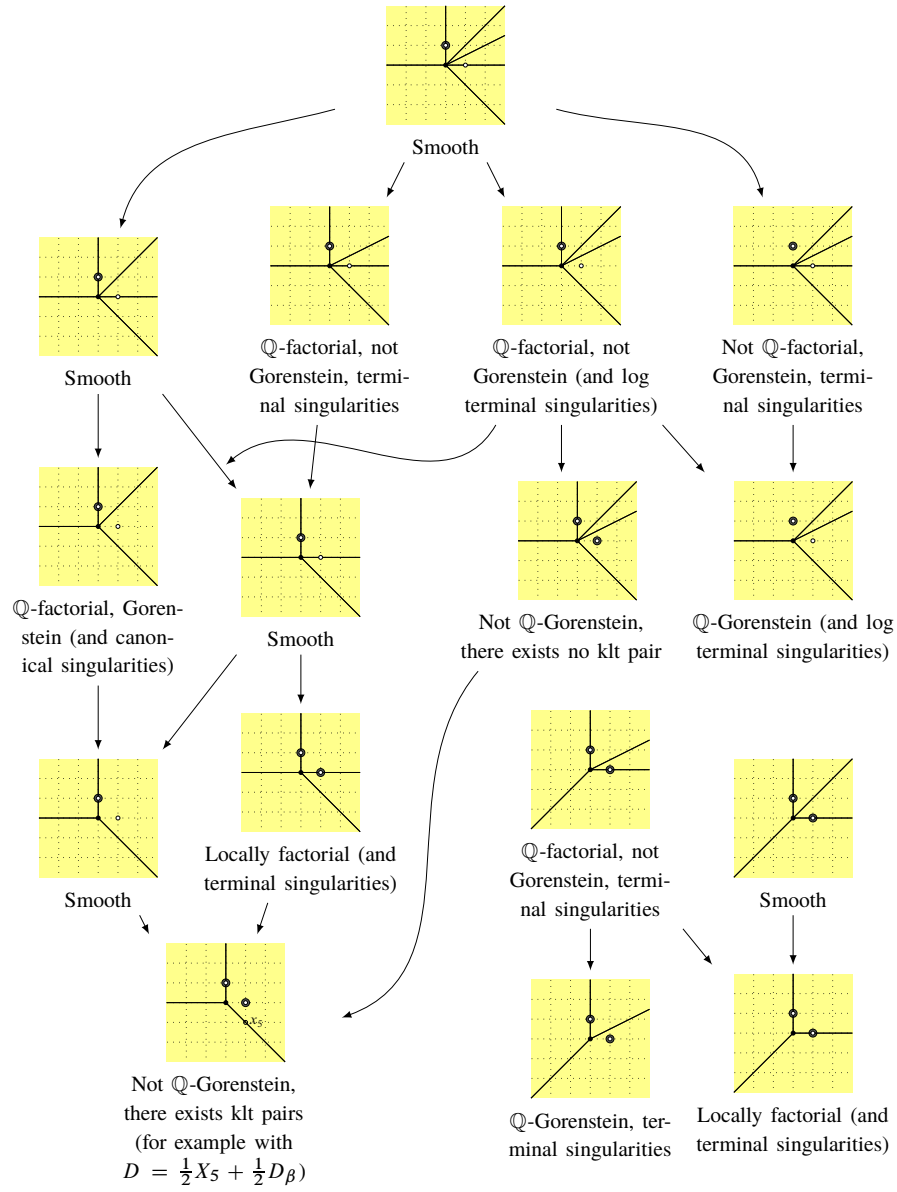 Smooth
Smooth
ℚ-factorial, not
Gorenstein, termi-
nal singularities
ℚ-factorial, not
Gorenstein (and log
terminal singularities)
Not ℚ-factorial,
Gorenstein, termi-
nal singularities
ℚ-factorial, Goren-
stein (and canon-
ical singularities)
Smooth
Not ℚ-Gorenstein,
there exists no klt pair
ℚ-Gorenstein (and log
terminal singularities)
Smooth
Locally factorial (and
terminal singularities)
ℚ-factorial, not
Gorenstein, termi-
nal singularities
Smooth
x₅
Not ℚ-Gorenstein,
there exists klt pairs
(for example with
D = ½X₅ + ½D_β)
ℚ-Gorenstein, ter-
minal singularities
Locally factorial (and
terminal singularities)